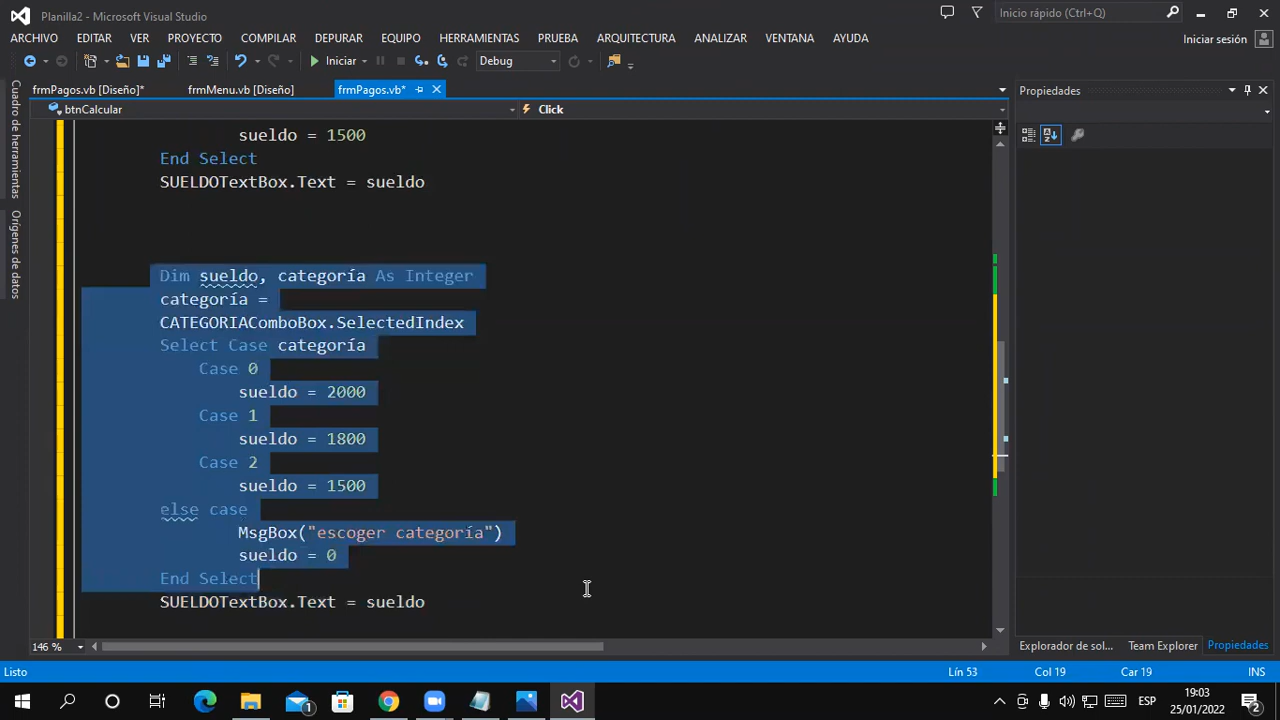 Planilla2 - Microsoft Visual Studio
Inicio rápido (Ctrl+Q)
ARCHIVO EDITAR VER PROYECTO COMPILAR DEPURAR EQUIPO HERRAMIENTAS PRUEBA ARQUITECTURA ANALIZAR VENTANA AYUDA
Iniciar sesión
Iniciar
Debug
Cuadro de herramientas
Orígenes de datos
frmPagos.vb [Diseño]* frmMenu.vb [Diseño] frmPagos.vb*
btnCalcular
Click
sueldo = 1500
End Select
SUELDOTextBox.Text = sueldo
Dim sueldo, categoría As Integer
categoría =
CATEGORIAComboBox.SelectedIndex
Select Case categoría
Case 0
sueldo = 2000
Case 1
sueldo = 1800
Case 2
sueldo = 1500
else case
MsgBox("escoger categoría")
sueldo = 0
End Select
SUELDOTextBox.Text = sueldo
146 %
Propiedades
Explorador de sol... Team Explorer Propiedades
Listo
Lín 53
Col 19
Car 19
INS
1
ESP
19:03
25/01/2022
2